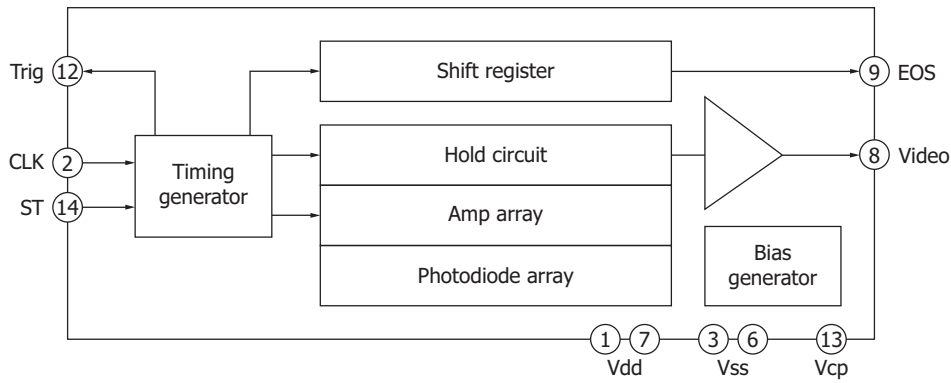 Trig 12
Shift register
9 EOS
CLK 2
Timing
generator
Hold circuit
8 Video
ST 14
Amp array
Photodiode array
Bias
generator
1 7 3 6 13
Vdd Vss Vcp